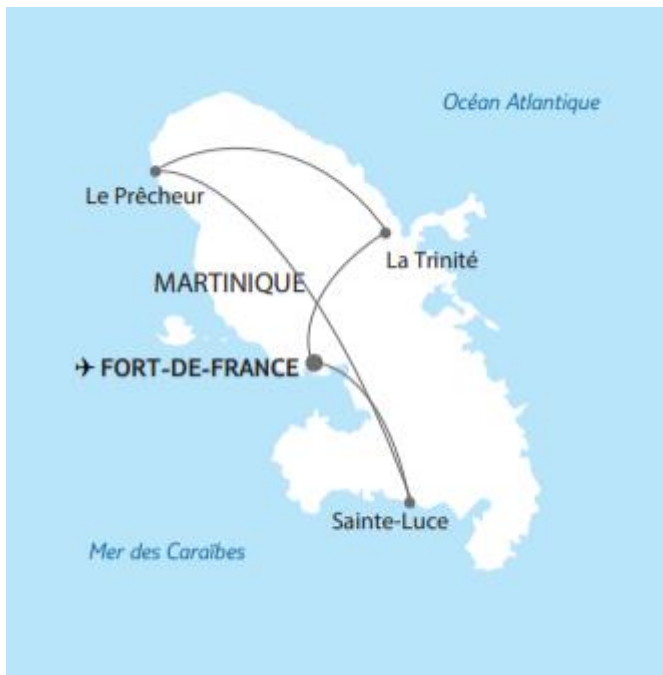 Océan Atlantique
Le Prêcheur
La Trinité
MARTINIQUE
✈ FORT-DE-FRANCE
Sainte-Luce
Mer des Caraïbes